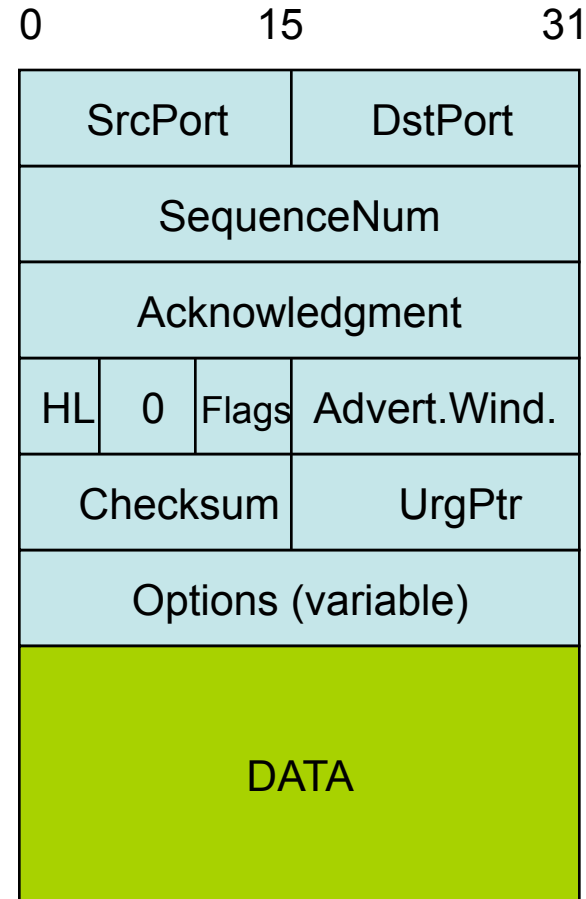 0 15 31
SrcPort DstPort
SequenceNum
Acknowledgment
HL 0 Flags Advert.Wind.
Checksum UrgPtr
Options (variable)
DATA